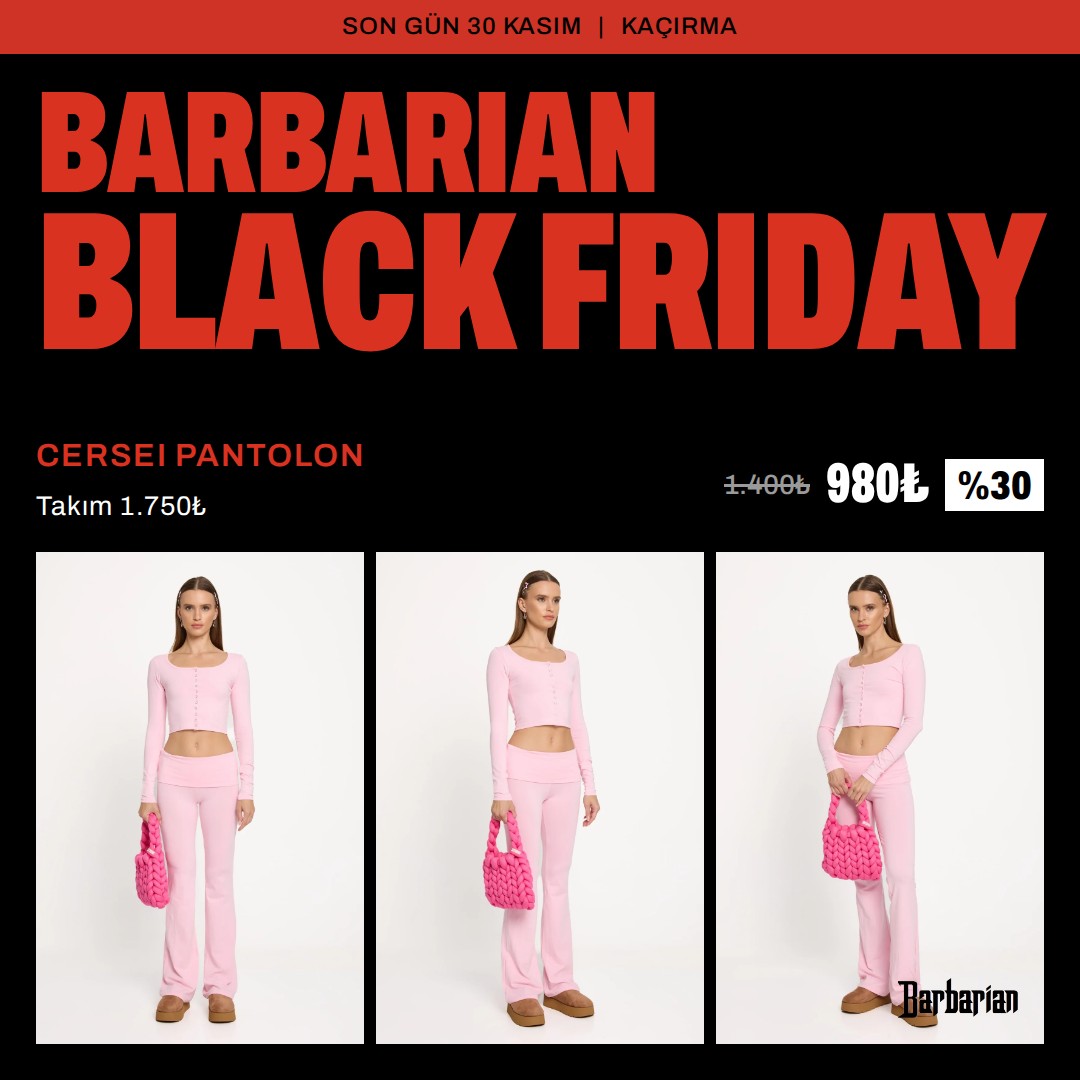 SON GÜN 30 KASIM | KAÇIRMA
BARBARIAN
BLACK FRIDAY
CERSEI PANTOLON
Takım 1.750₺
1.400₺ 980₺ %30
Barbarian